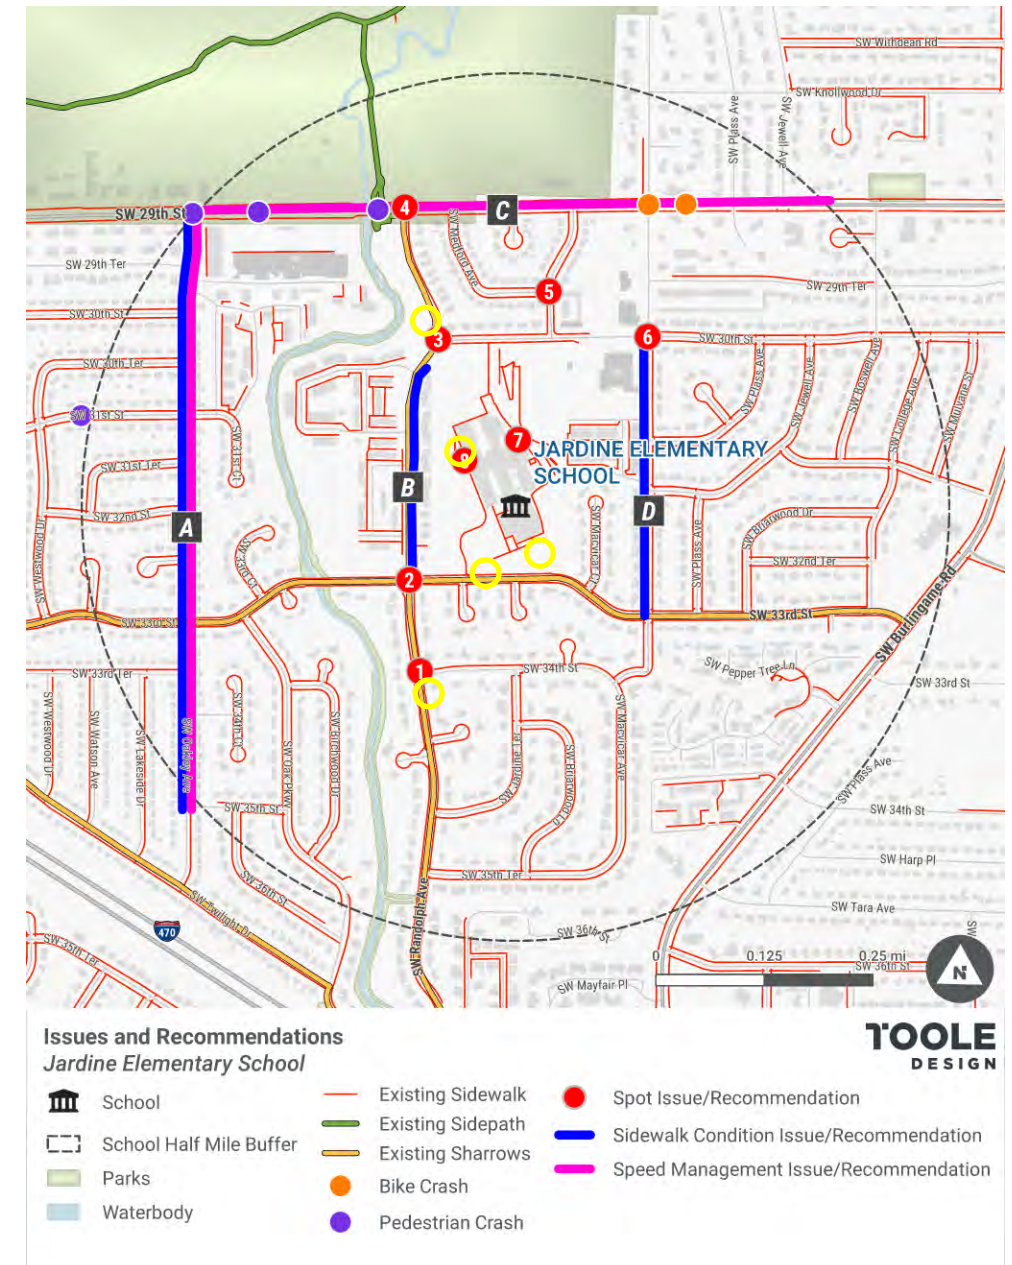 SW Withdean Rd
SW Knollwood Dr
SW Plass Ave
SW Jewell Ave
SW 29th St
4
C
SW 29th Ter
SW Medford Ave
5
SW 29th Ter
SW 30th St
3
6
SW 30th St
SW 30th Ter
SW Plass Ave
SW Jewell Ave
SW Boswell Ave
SW College Ave
SW Mulvane St
SW 31st St
SW 31st Ct
7
8
JARDINE ELEMENTARY
SCHOOL
SW 31st Ter
B
A
D
SW 32nd St
SW Westwood Dr
SW 33rd Ct
SW Macvicar Ct
SW Plass Ave
SW Briarwood Dr
SW 32nd Ter
2
SW 33rd St
SW 33rd St
SW Burlingame Rd
1
SW 33rd Ter
SW 34th St
SW Pepper Tree Ln
SW 33rd St
SW Westwood Dr
SW Watson Ave
SW Lakeside Dr
SW Oakley Ave
SW 34th Ct
SW Oak Pkwy
SW Birchwood Dr
SW Jardine Ter
SW Briarwood Ln
SW Macvicar Ave
SW Plass Ave
SW 35th St
SW 34th St
SW Harp Pl
SW 36th St
SW 35th Ter
SW Twilight Dr
SW Randolph Ave
SW Tara Ave
SW
470
SW 35th Ter
SW 36th St
SW 36th St
SW Mayfair Pl
0 0.125 0.25 mi
N
Issues and Recommendations
Jardine Elementary School
TOOLE
DESIGN
School
School Half Mile Buffer
Parks
Waterbody
Existing Sidewalk
Existing Sidepath
Existing Sharrows
Bike Crash
Pedestrian Crash
Spot Issue/Recommendation
Sidewalk Condition Issue/Recommendation
Speed Management Issue/Recommendation